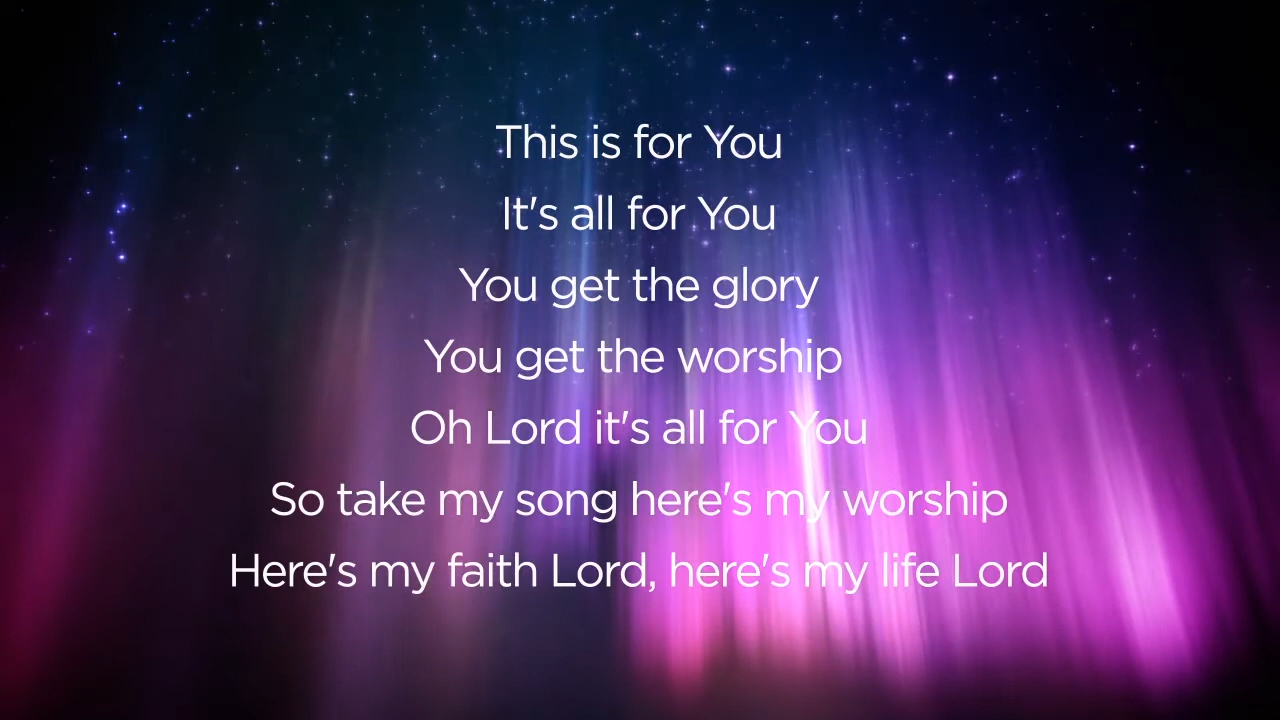 This is for You
It's all for You
You get the glory
You get the worship
Oh Lord it's all for You
So take my song here's my worship
Here's my faith Lord, here's my life Lord